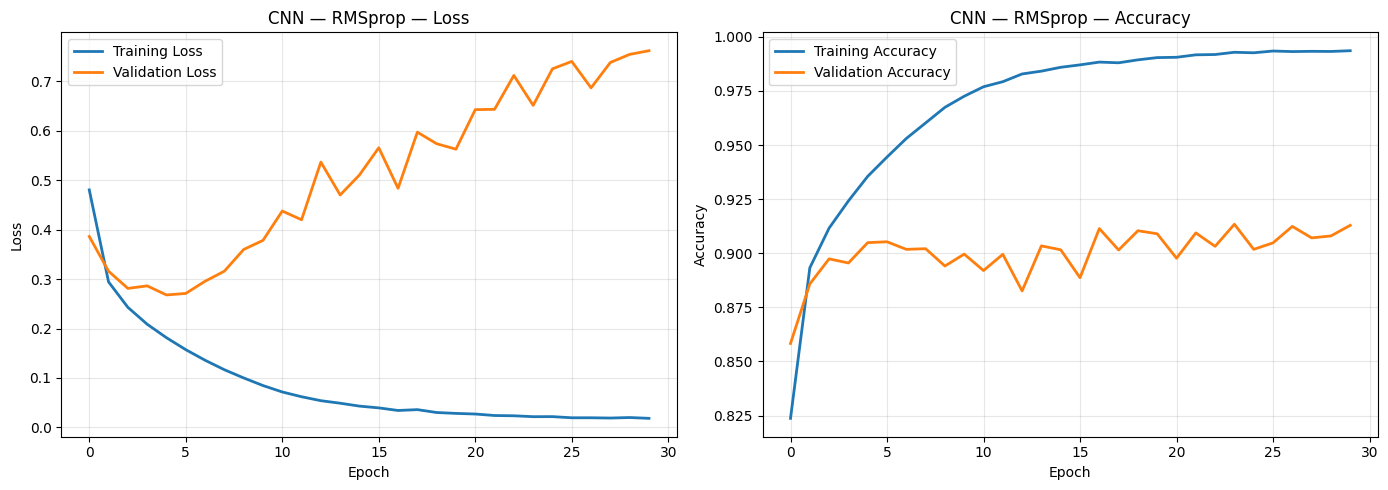 CNN — RMSprop — Loss
Training Loss
Validation Loss
Loss
0.7
0.6
0.5
0.4
0.3
0.2
0.1
0.0
0 5 10 15 20 25 30
Epoch
CNN — RMSprop — Accuracy
Training Accuracy
Validation Accuracy
Accuracy
1.000
0.975
0.950
0.925
0.900
0.875
0.850
0.825
0 5 10 15 20 25 30
Epoch